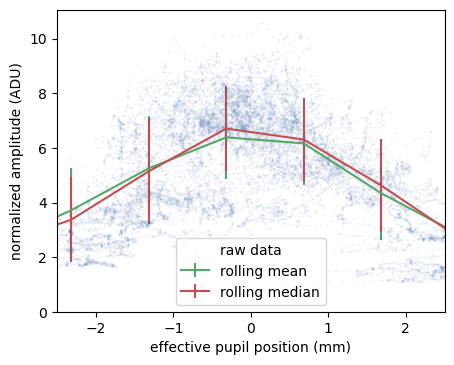 normalized amplitude (ADU)
10
8
6
4
2
0
raw data
rolling mean
rolling median
−2
−1
0
1
2
effective pupil position (mm)